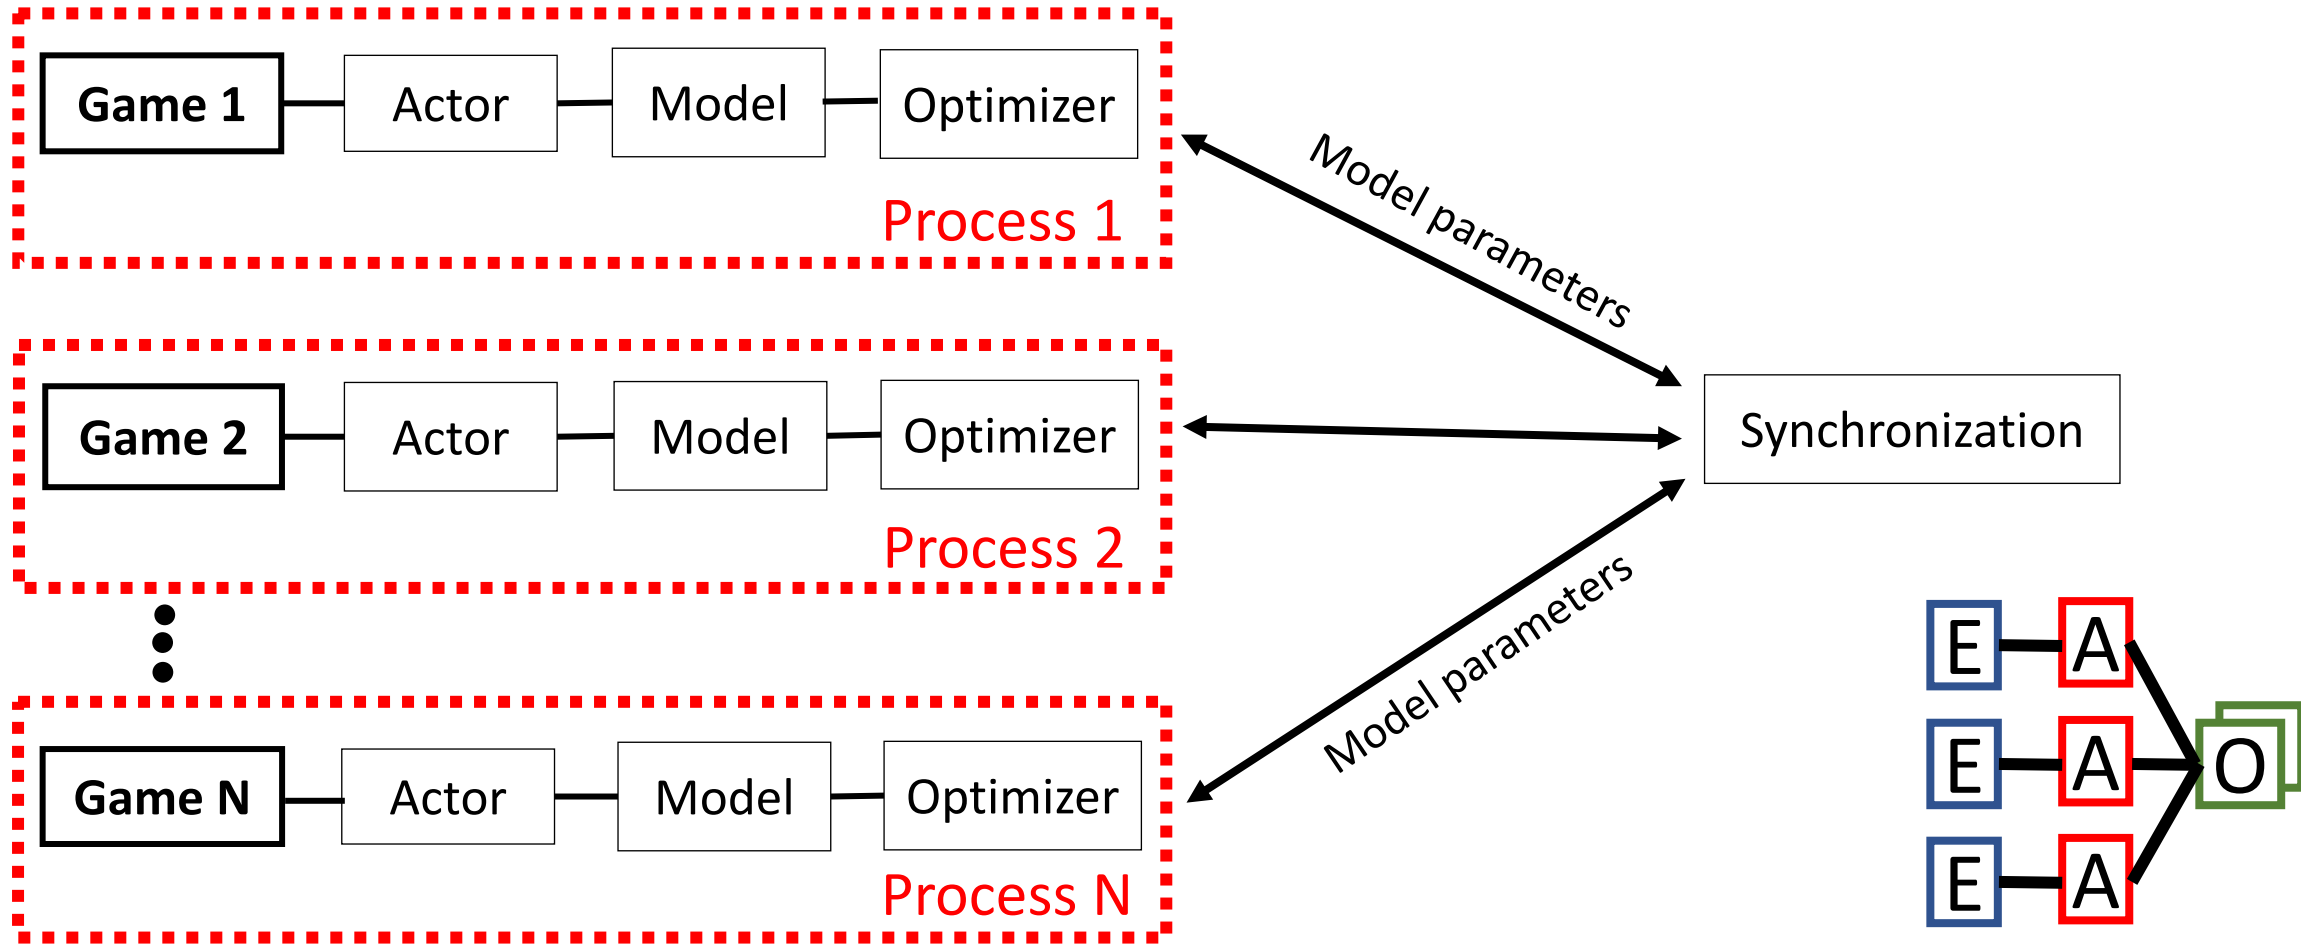 Game 1
Actor
Model
Optimizer
Process 1
Model parameters
Game 2
Actor
Model
Optimizer
Process 2
Synchronization
Model parameters
Game N
Actor
Model
Optimizer
Process N
E
A
E
A
O
E
A